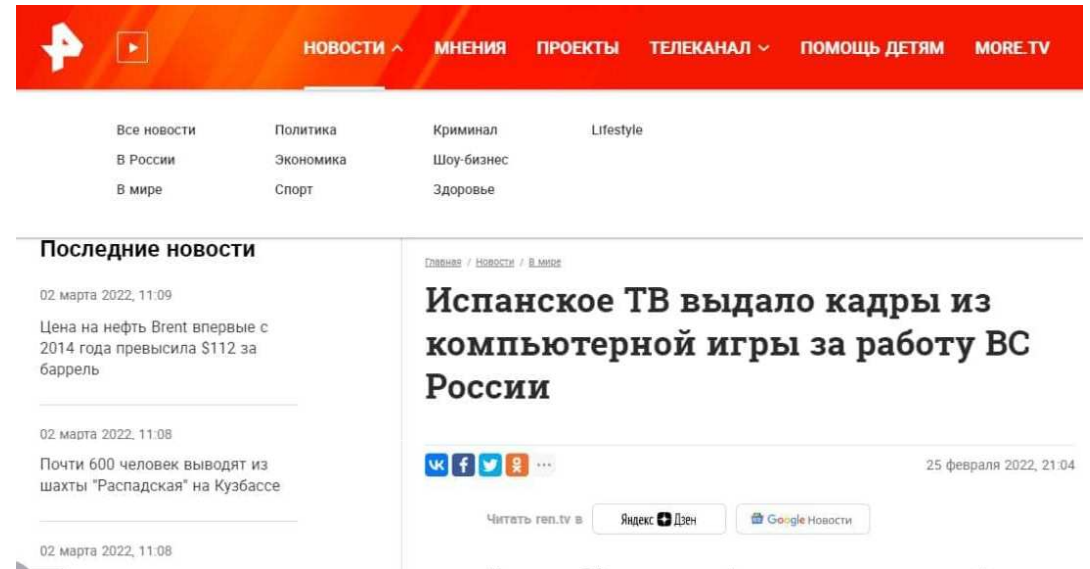 НОВОСТИ МНЕНИЯ ПРОЕКТЫ ТЕЛЕКАНАЛ ПОМОЩЬ ДЕТЯМ MORE.TV
Все новости Политика Криминал Lifestyle
В России Экономика Шоу-бизнес
В мире Спорт Здоровье
Последние новости
02 марта 2022, 11:09
Цена на нефть Brent впервые с
2014 года превысила $112 за
баррель
02 марта 2022, 11:08
Почти 600 человек выводят из
шахты "Распадская" на Кузбассе
02 марта 2022, 11:08
Главная / Новости / В мире
Испанское ТВ выдало кадры из
компьютерной игры за работу ВС
России
25 февраля 2022, 21:04
Читать ren.tv в Яндекс Дзен Google Новости